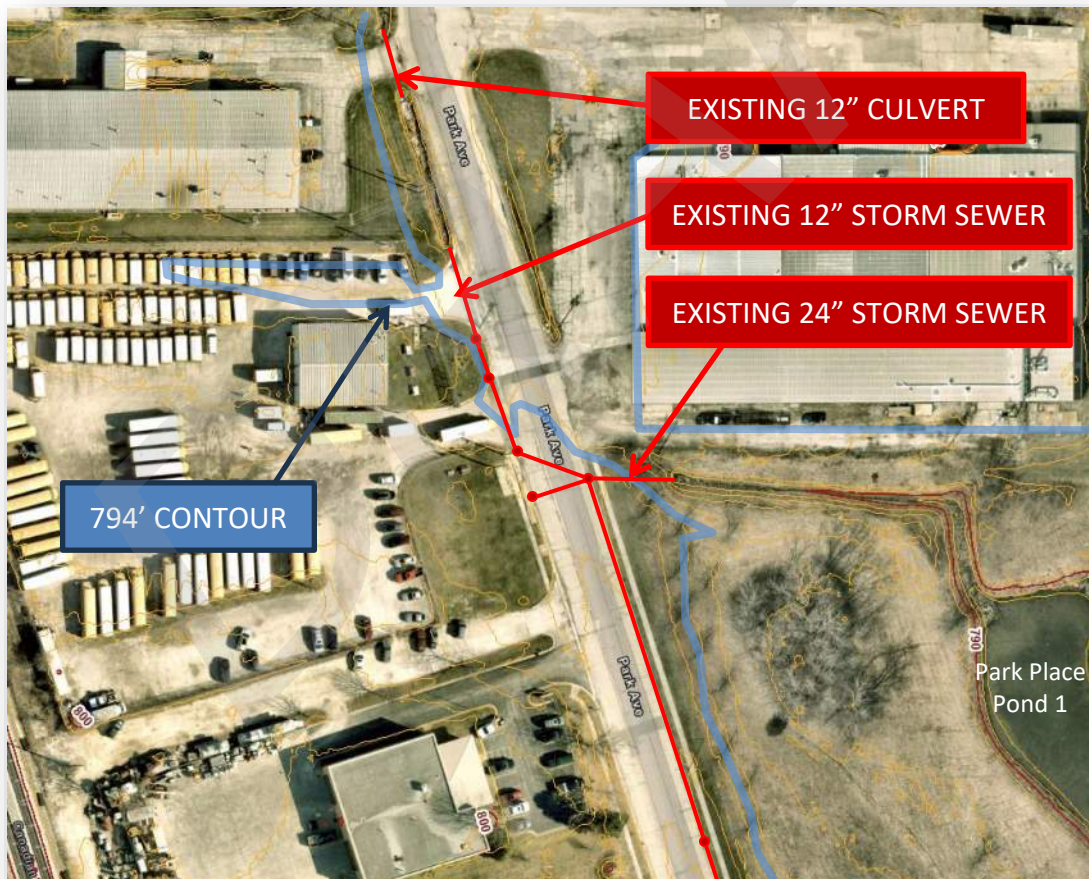 EXISTING 12” CULVERT
Park Ave
790
EXISTING 12” STORM SEWER
EXISTING 24” STORM SEWER
Park Ave
794’ CONTOUR
790
Park Place
Pond 1
Park Ave
800
800